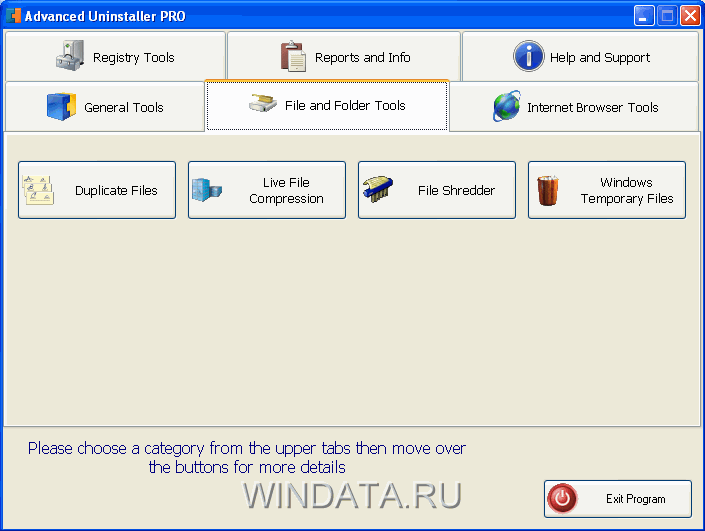 Advanced Uninstaller PRO
Registry Tools
Reports and Info
Help and Support
General Tools
File and Folder Tools
Internet Browser Tools
Duplicate Files
Live File
Compression
File Shredder
Windows
Temporary Files
Please choose a category from the upper tabs then move over
the buttons for more details
WINDATA.RU
Exit Program